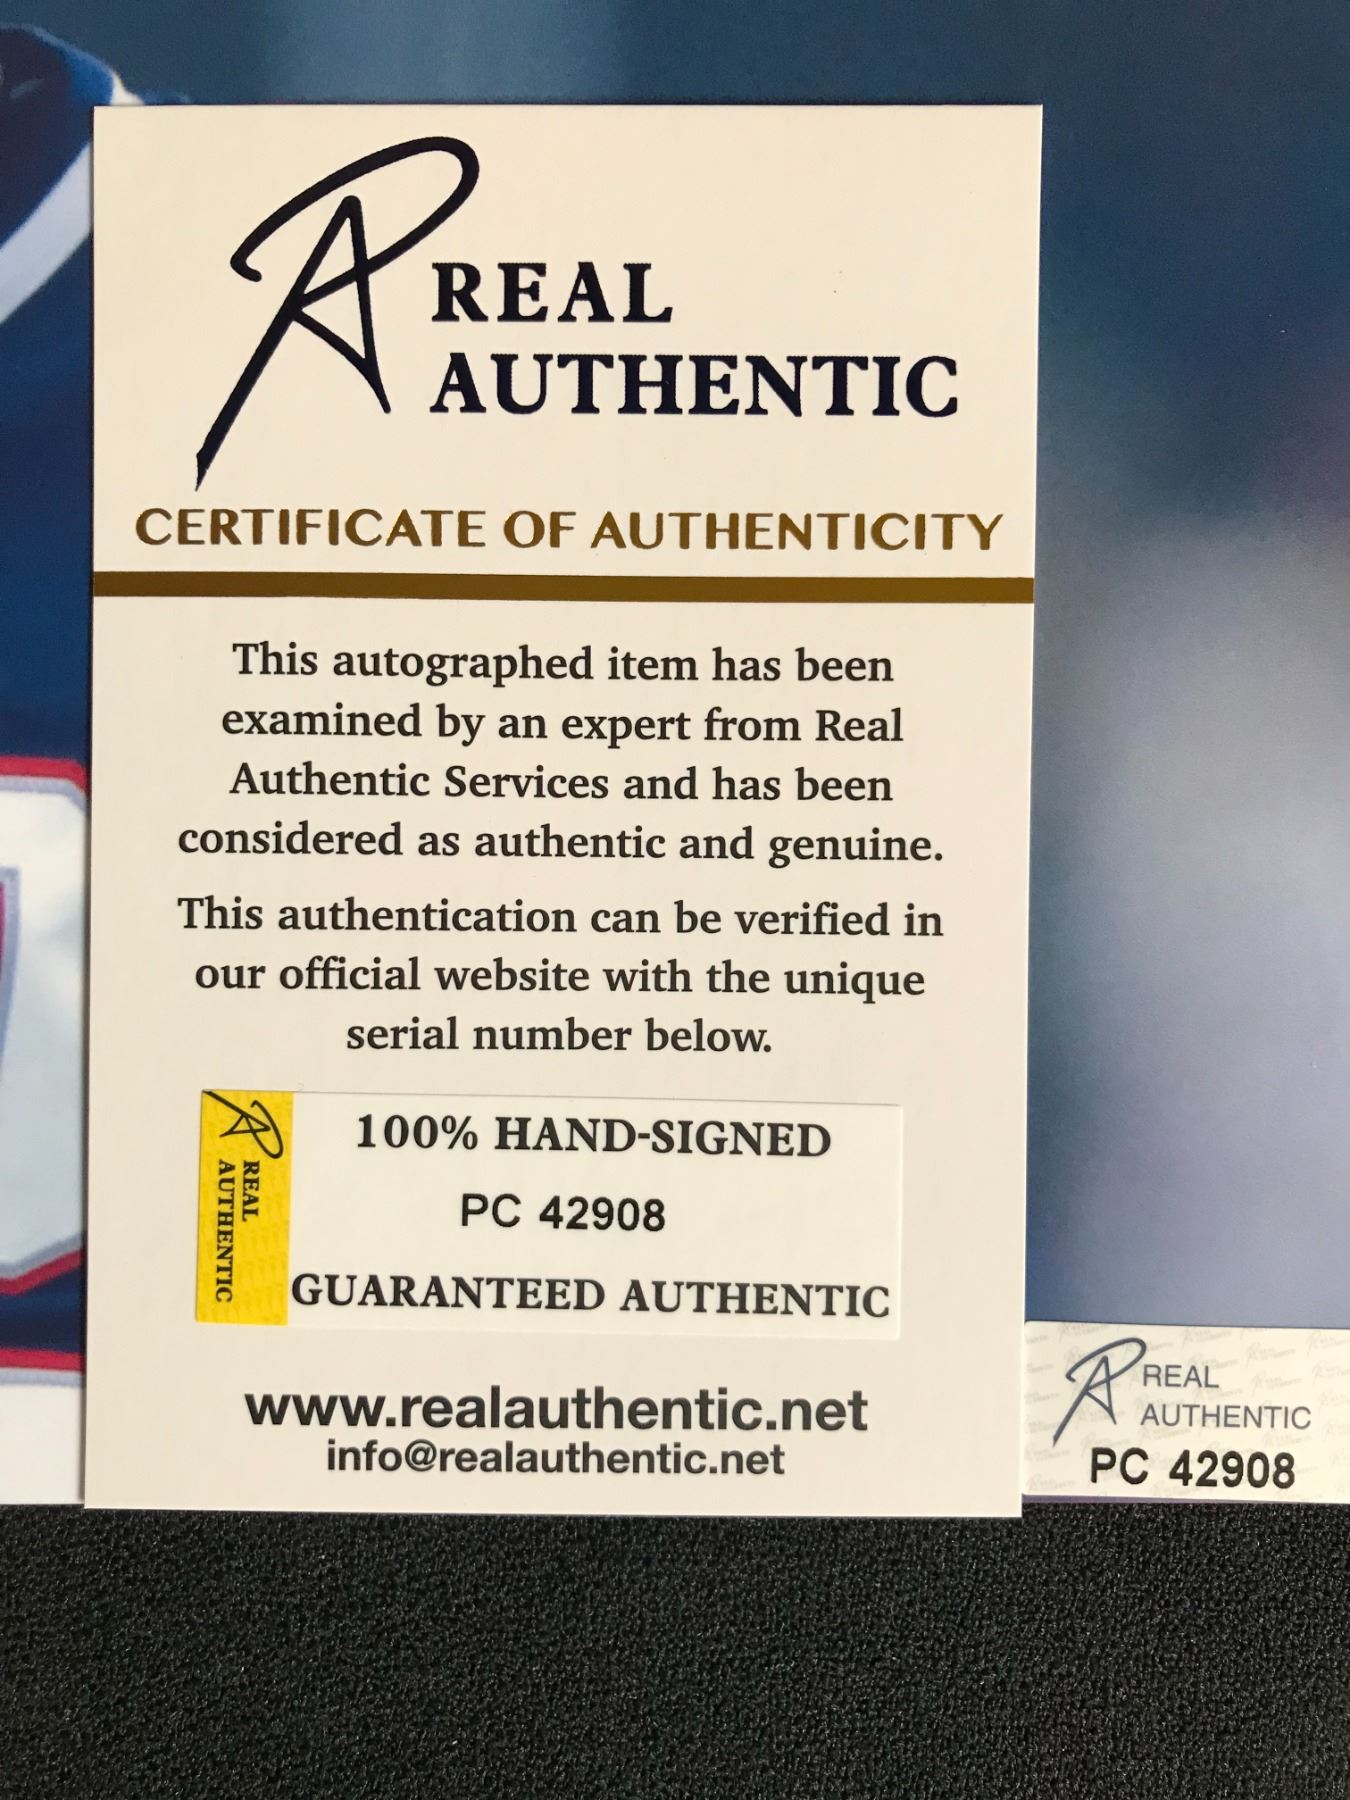 REAL
AUTHENTIC
CERTIFICATE OF AUTHENTICITY
This autographed item has been
examined by an expert from Real
Authentic Services and has been
considered as authentic and genuine.
This authentication can be verified in
our official website with the unique
serial number below.
REAL
AUTHENTIC
100% HAND-SIGNED
PC 42908
GUARANTEED AUTHENTIC
www.realauthentic.net
info@realauthentic.net
REAL
AUTHENTIC
PC 42908